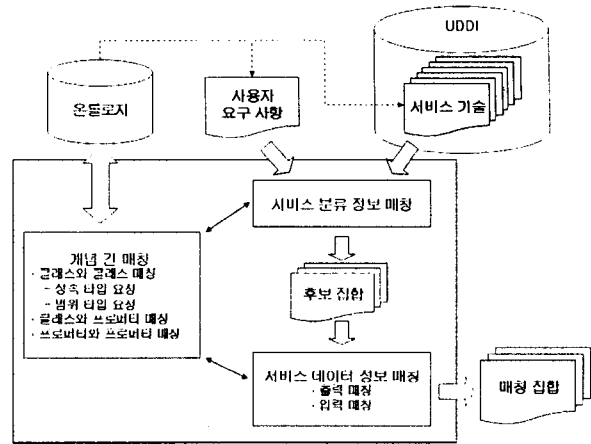 UDDI
온톨로지
사용자
요구 사항
서비스 기술
서비스 분류 정보 매칭
개념 간 매칭
· 클래스와 클래스 매칭
- 상속 타입 요청
- 범위 타입 요청
· 클래스와 프로퍼티 매칭
· 프로퍼티와 프로퍼티 매칭
후보 집합
서비스 데이터 정보 매칭
· 출력 매칭
· 입력 매칭
매칭 집합